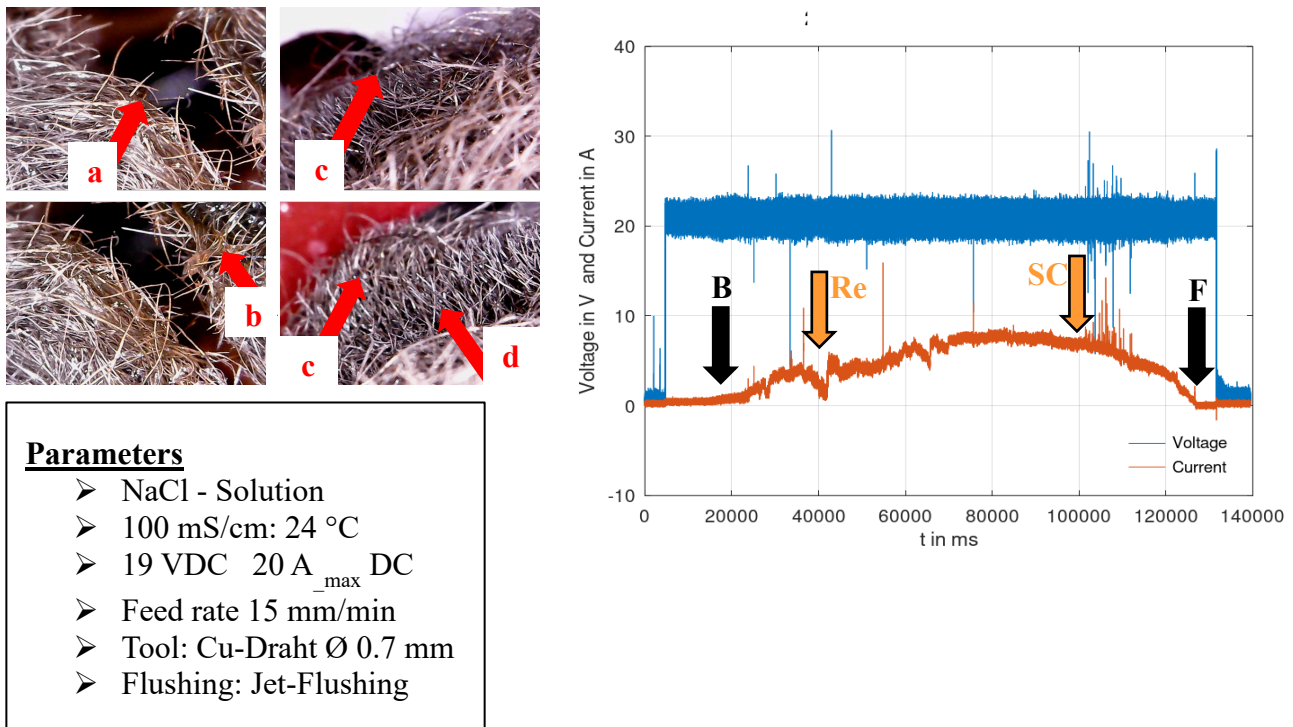 a
c
b
c
d
Parameters
➢ NaCl - Solution
➢ 100 mS/cm: 24 °C
➢ 19 VDC 20 A_max DC
➢ Feed rate 15 mm/min
➢ Tool: Cu-Draht Ø 0.7 mm
➢ Flushing: Jet-Flushing
40
30
20
10
0
-10
Voltage in V and Current in A
B
Re
SC
F
Voltage
Current
0 20000 40000 60000 80000 100000 120000 140000
t in ms